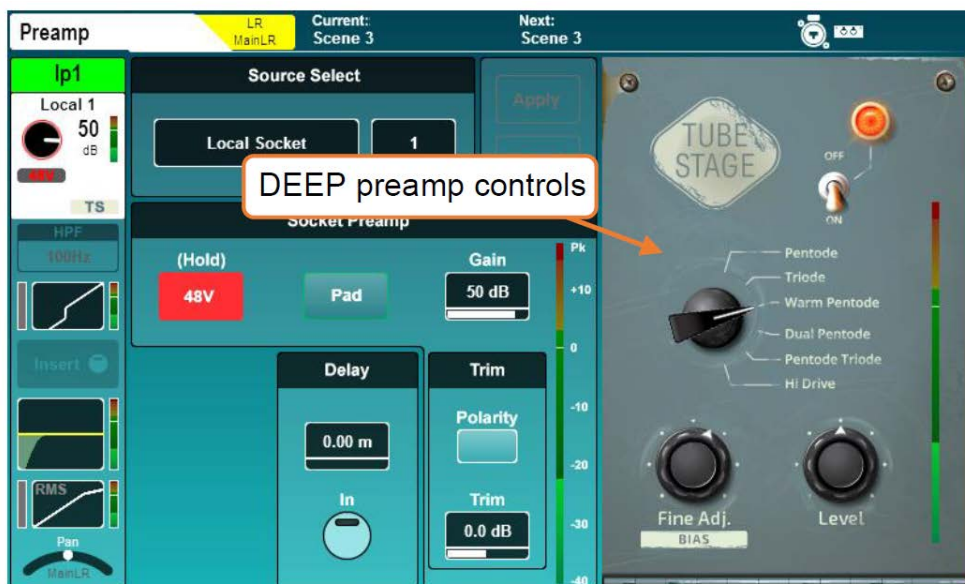 Preamp
LR
MainLR
Current:
Scene 3
Next:
Scene 3
Ip1
Local 1
50
dB
48V
TS
HPF
100Hz
Insert
RMS
Pan
MainLR
Source Select
Local Socket
1
Apply
DEEP preamp controls
Socket Preamp
(Hold)
48V
Pad
Gain
50 dB
Delay
0.00 m
In
Trim
Polarity
Trim
0.0 dB
Pk
+10
0
-10
-20
-30
-40
TUBE
STAGE
OFF
ON
Pentode
Triode
Warm Pentode
Dual Pentode
Pentode Triode
Hi Drive
Fine Adj.
BIAS
Level